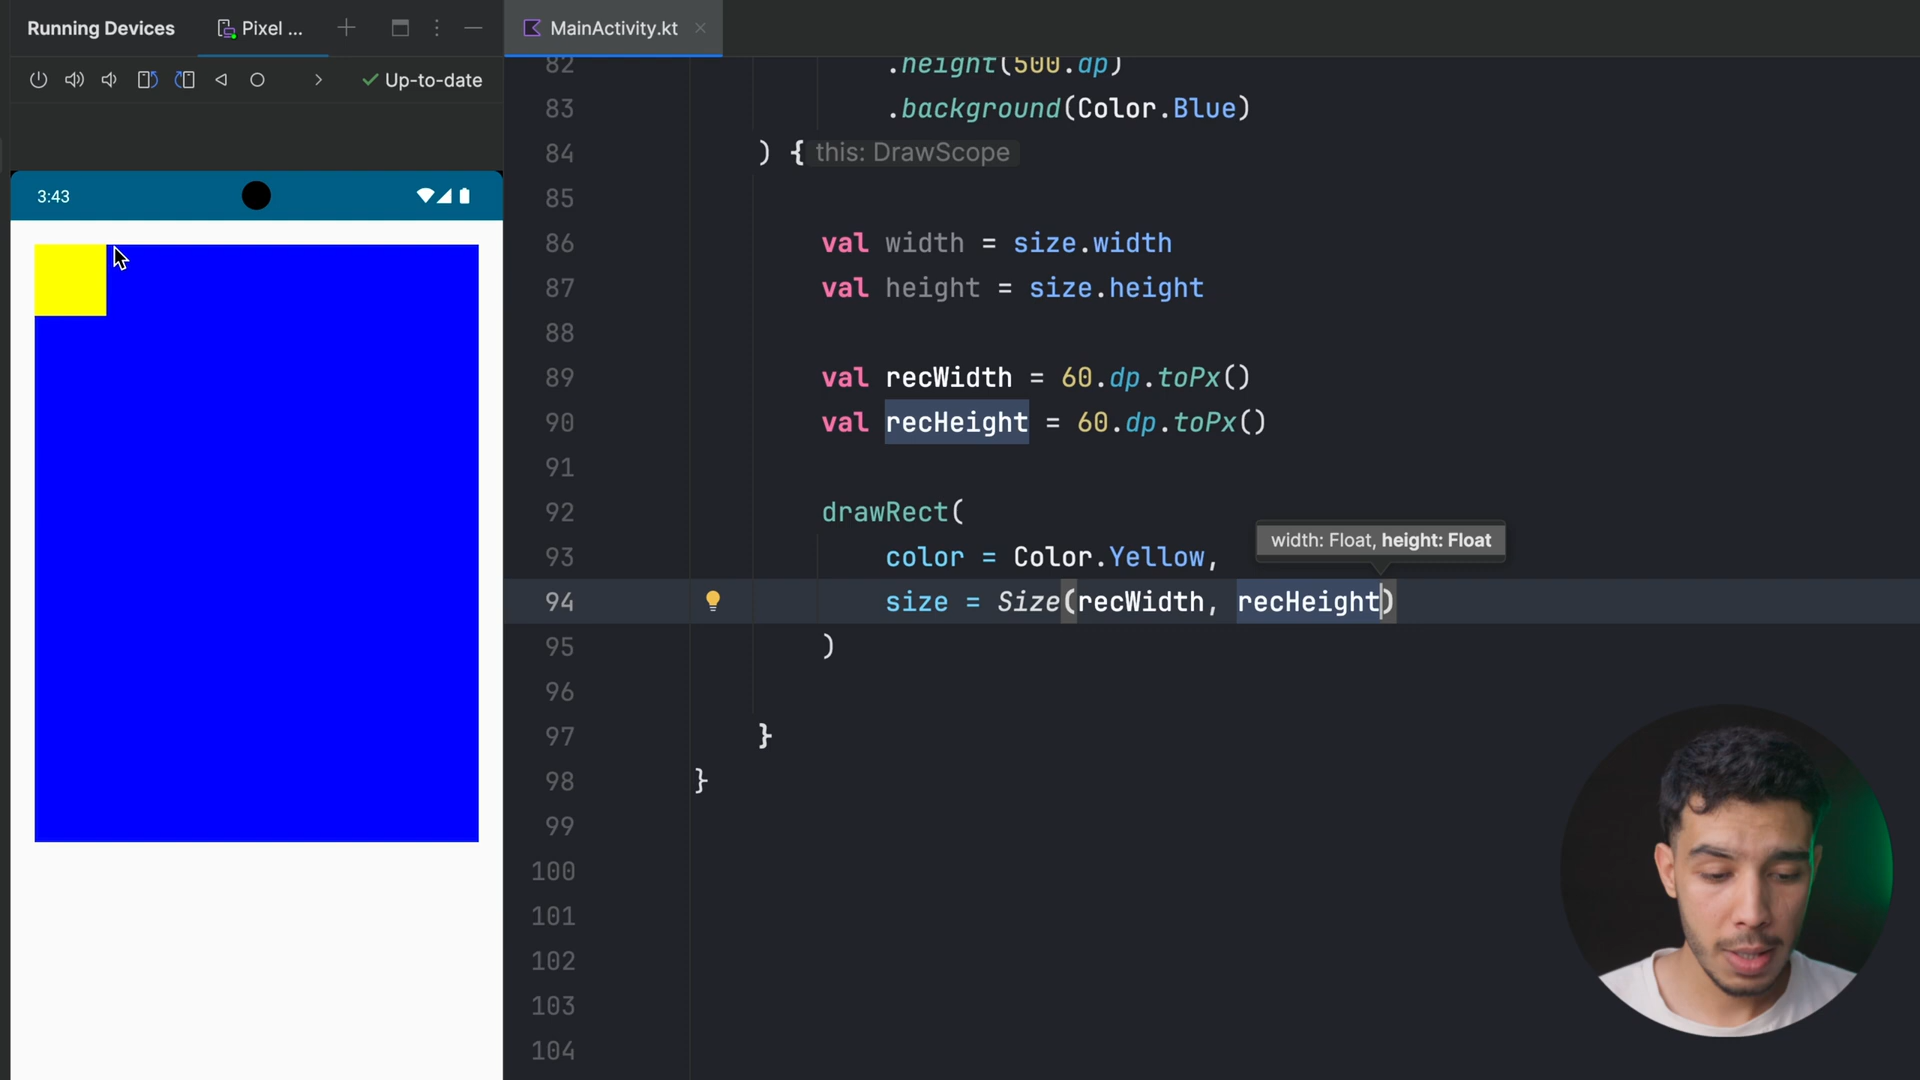 Running Devices
Pixel ...
MainActivity.kt
Up-to-date
3:43
82 .height(500.dp)
83 .background(Color.Blue)
84 ) { this: DrawScope
85
86 val width = size.width
87 val height = size.height
88
89 val recWidth = 60.dp.toPx()
90 val recHeight = 60.dp.toPx()
91
92 drawRect(
width: Float, height: Float
93 color = Color.Yellow,
94 size = Size(recWidth, recHeight)
95 )
96
97 }
98 }
99
100
101
102
103
104